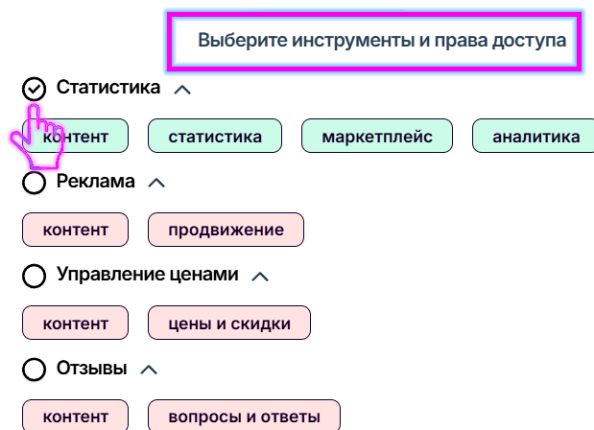 Выберите инструменты и права доступа
Статистика
контент статистика маркетплейс аналитика
Реклама
контент продвижение
Управление ценами
контент цены и скидки
Отзывы
контент вопросы и ответы